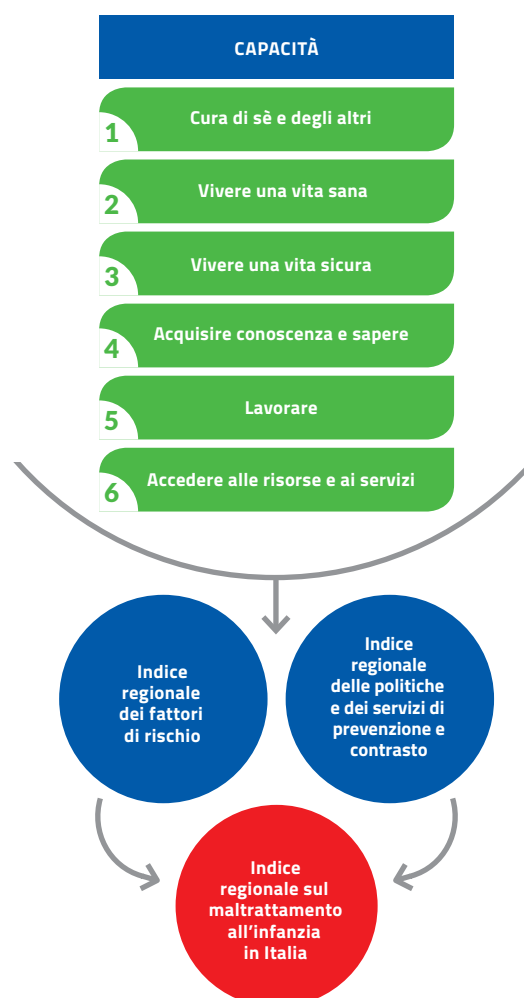 CAPACITÀ
1
Cura di sè e degli altri
2
Vivere una vita sana
3
Vivere una vita sicura
4
Acquisire conoscenza e sapere
5
Lavorare
6
Accedere alle risorse e ai servizi
Indice
regionale
dei fattori
di rischio
Indice
regionale
delle politiche
e dei servizi di
prevenzione e
contrasto
Indice
regionale sul
maltrattamento
all'infanzia
in Italia